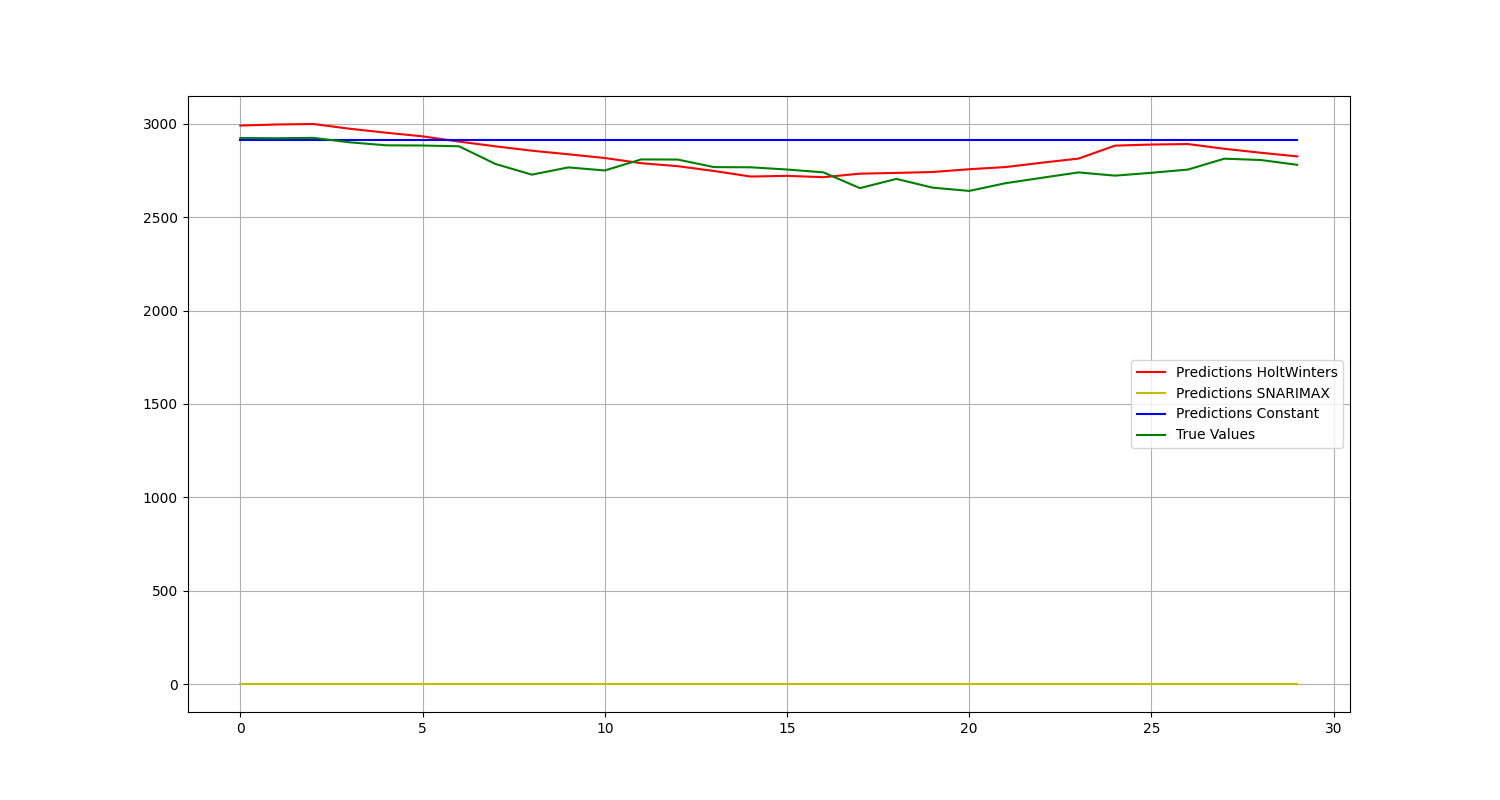 3000
2500
2000
1500
1000
500
0
Predictions HoltWinters
Predictions SNARIMAX
Predictions Constant
True Values
0 5 10 15 20 25 30